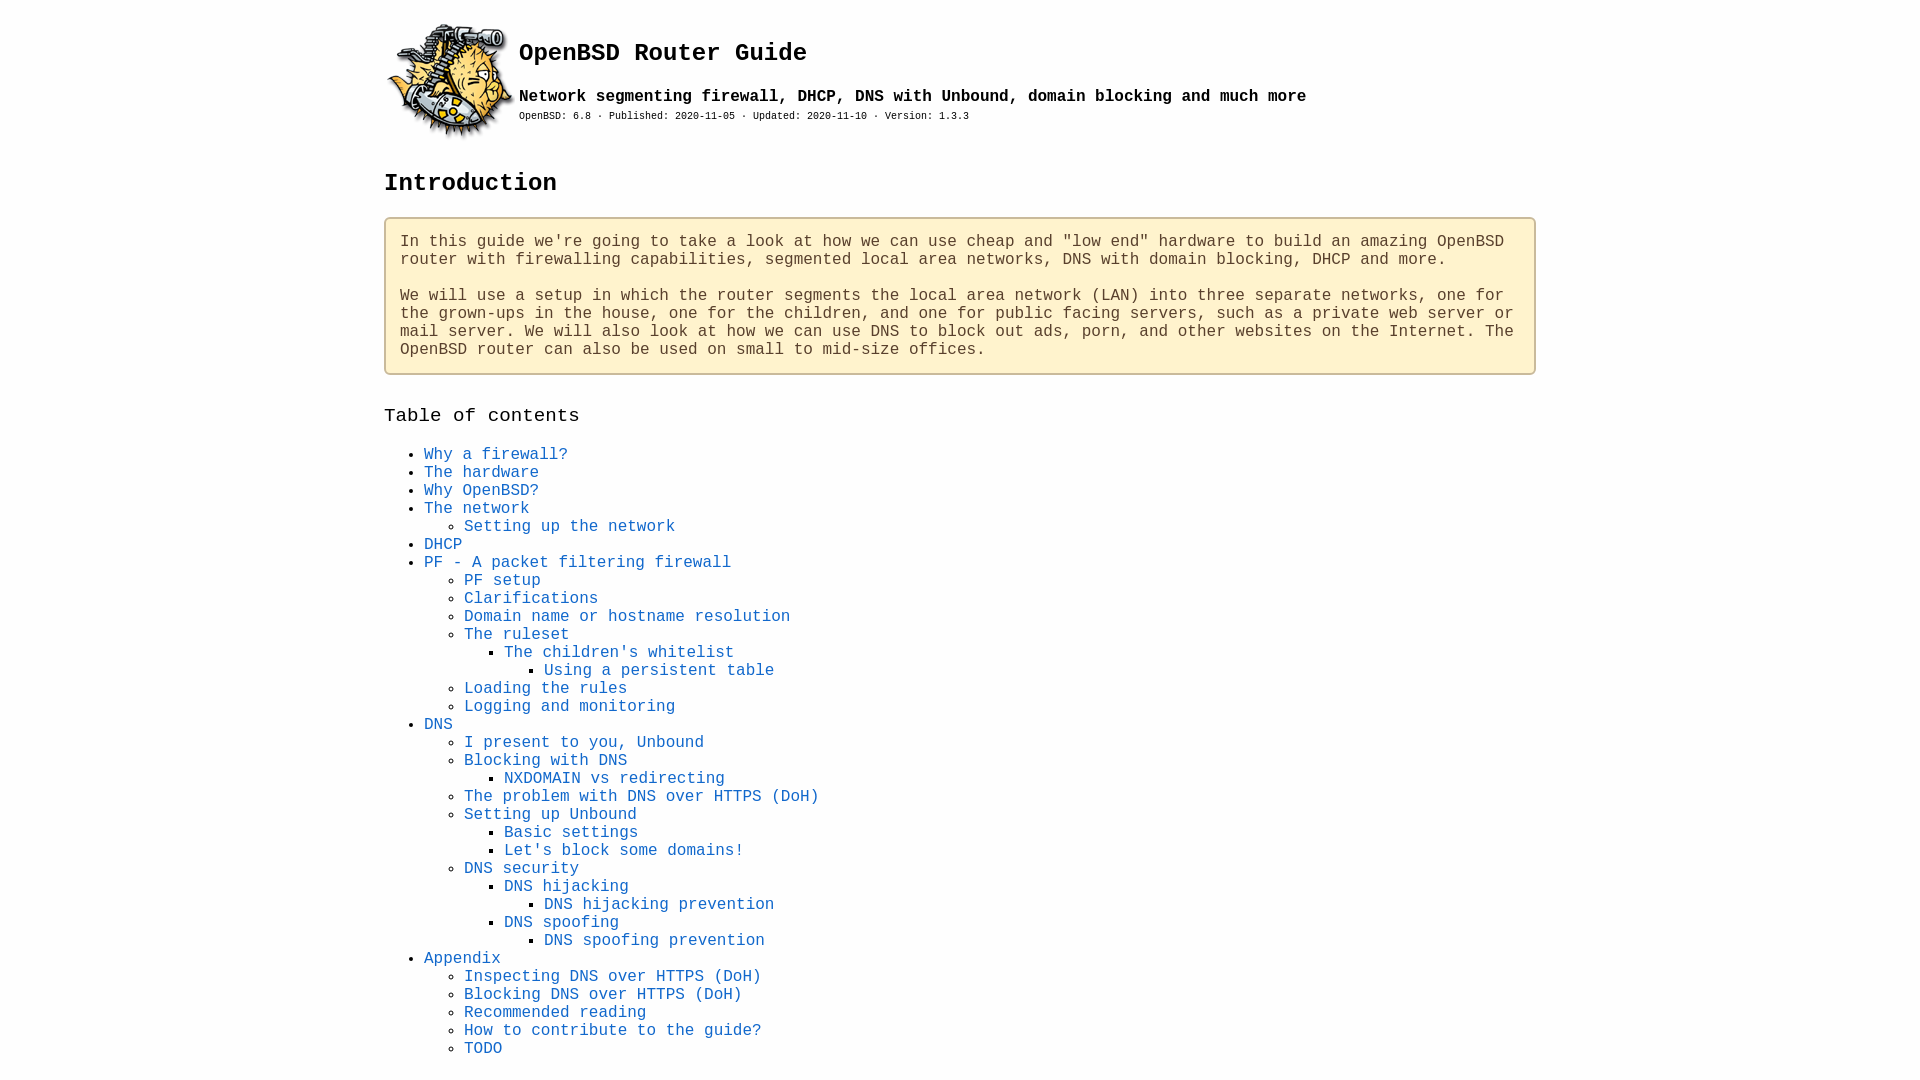 OpenBSD Router Guide
Network segmenting firewall, DHCP, DNS with Unbound, domain blocking and much more
OpenBSD: 6.8 · Published: 2020-11-05 · Updated: 2020-11-10 · Version: 1.3.3
Introduction
In this guide we're going to take a look at how we can use cheap and "low end" hardware to build an amazing OpenBSD
router with firewalling capabilities, segmented local area networks, DNS with domain blocking, DHCP and more.
We will use a setup in which the router segments the local area network (LAN) into three separate networks, one for
the grown-ups in the house, one for the children, and one for public facing servers, such as a private web server or
mail server. We will also look at how we can use DNS to block out ads, porn, and other websites on the Internet. The
OpenBSD router can also be used on small to mid-size offices.
Table of contents
Why a firewall?
The hardware
Why OpenBSD?
The network
Setting up the network
DHCP
PF - A packet filtering firewall
PF setup
Clarifications
Domain name or hostname resolution
The ruleset
The children's whitelist
Using a persistent table
Loading the rules
Logging and monitoring
DNS
I present to you, Unbound
Blocking with DNS
NXDOMAIN vs redirecting
The problem with DNS over HTTPS (DoH)
Setting up Unbound
Basic settings
Let's block some domains!
DNS security
DNS hijacking
DNS hijacking prevention
DNS spoofing
DNS spoofing prevention
Appendix
Inspecting DNS over HTTPS (DoH)
Blocking DNS over HTTPS (DoH)
Recommended reading
How to contribute to the guide?
TODO